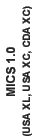 MICS 1.0
(USA XL, USA XC, CDA XC)